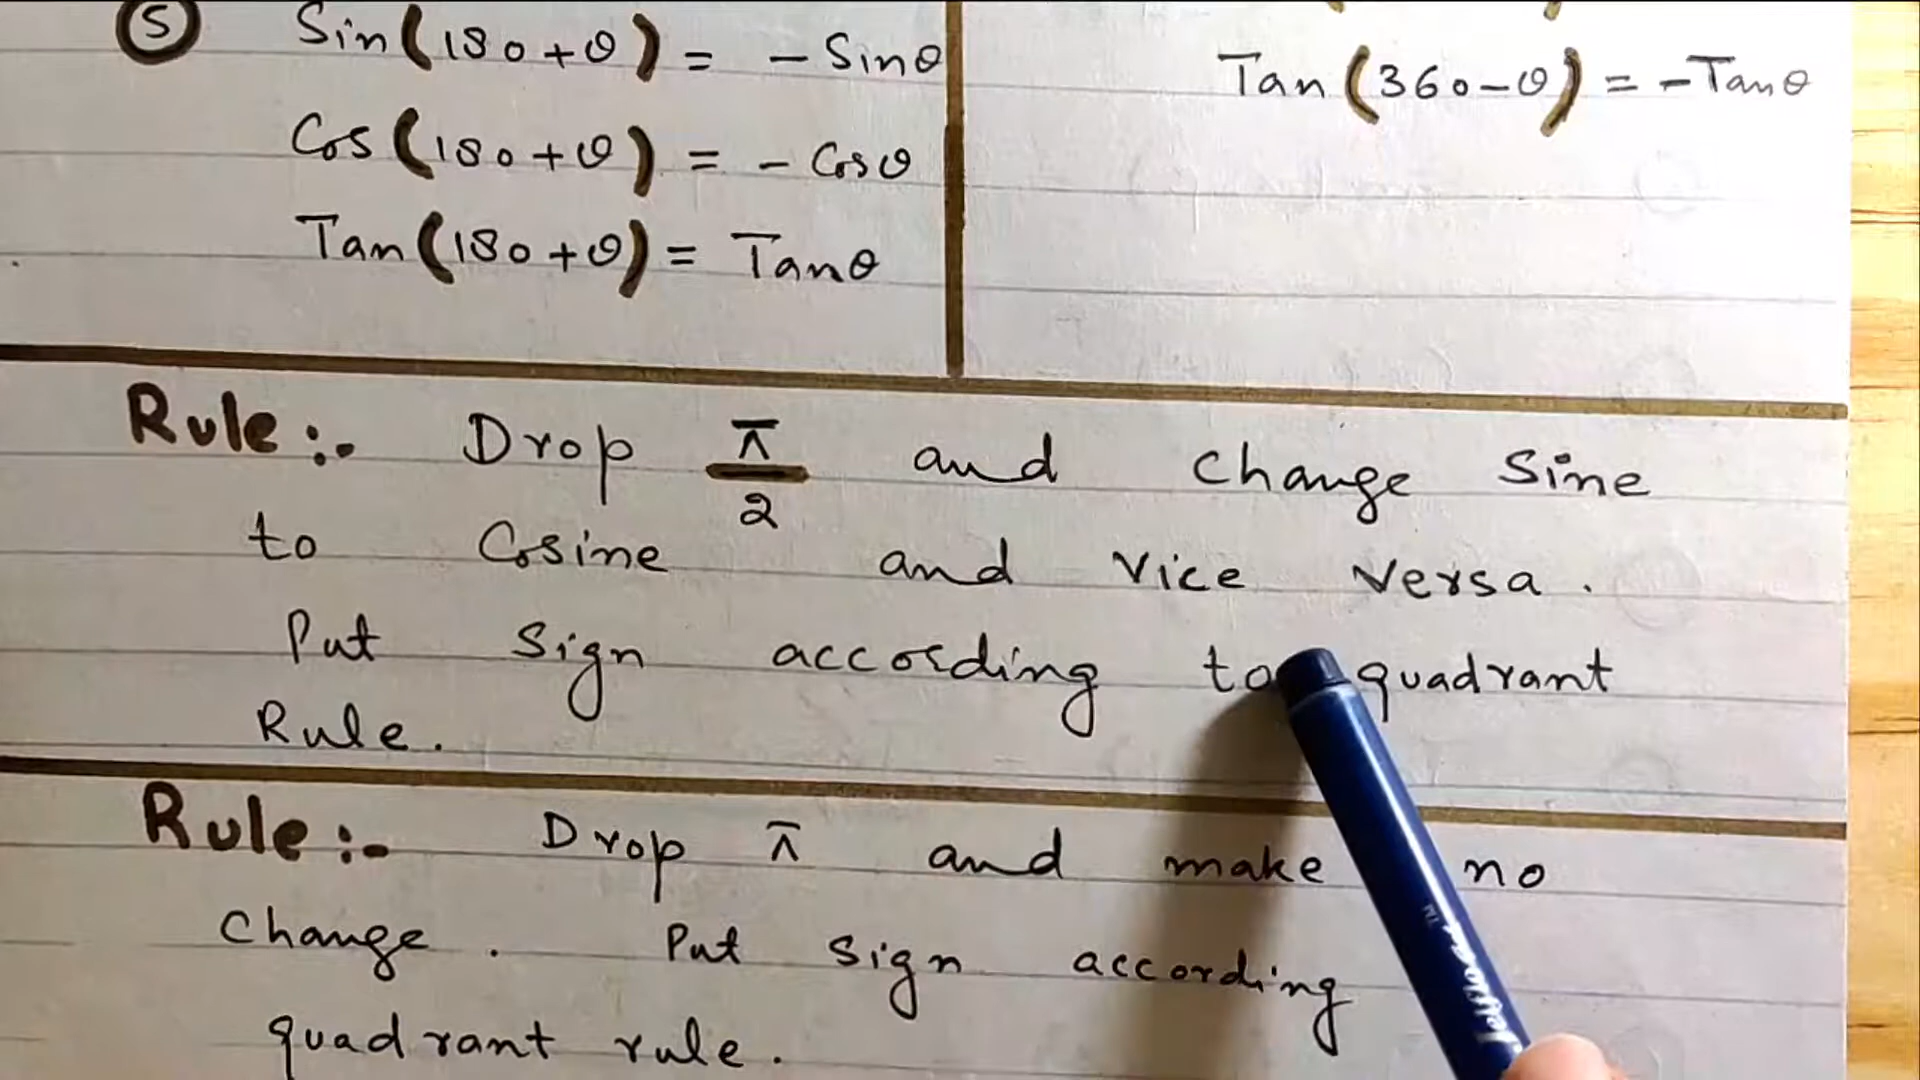 5 Sin(180+θ) = - Sinθ
Cos(180+θ) = - Cosθ
Tan(180+θ) = Tanθ
Tan(360-θ) = -Tanθ
Rule:- Drop π/2 and change Sine
to Cosine and vice versa.
Put Sign according to quadrant
Rule.
Rule:- Drop π and make no
change. Put sign according
quadrant rule.